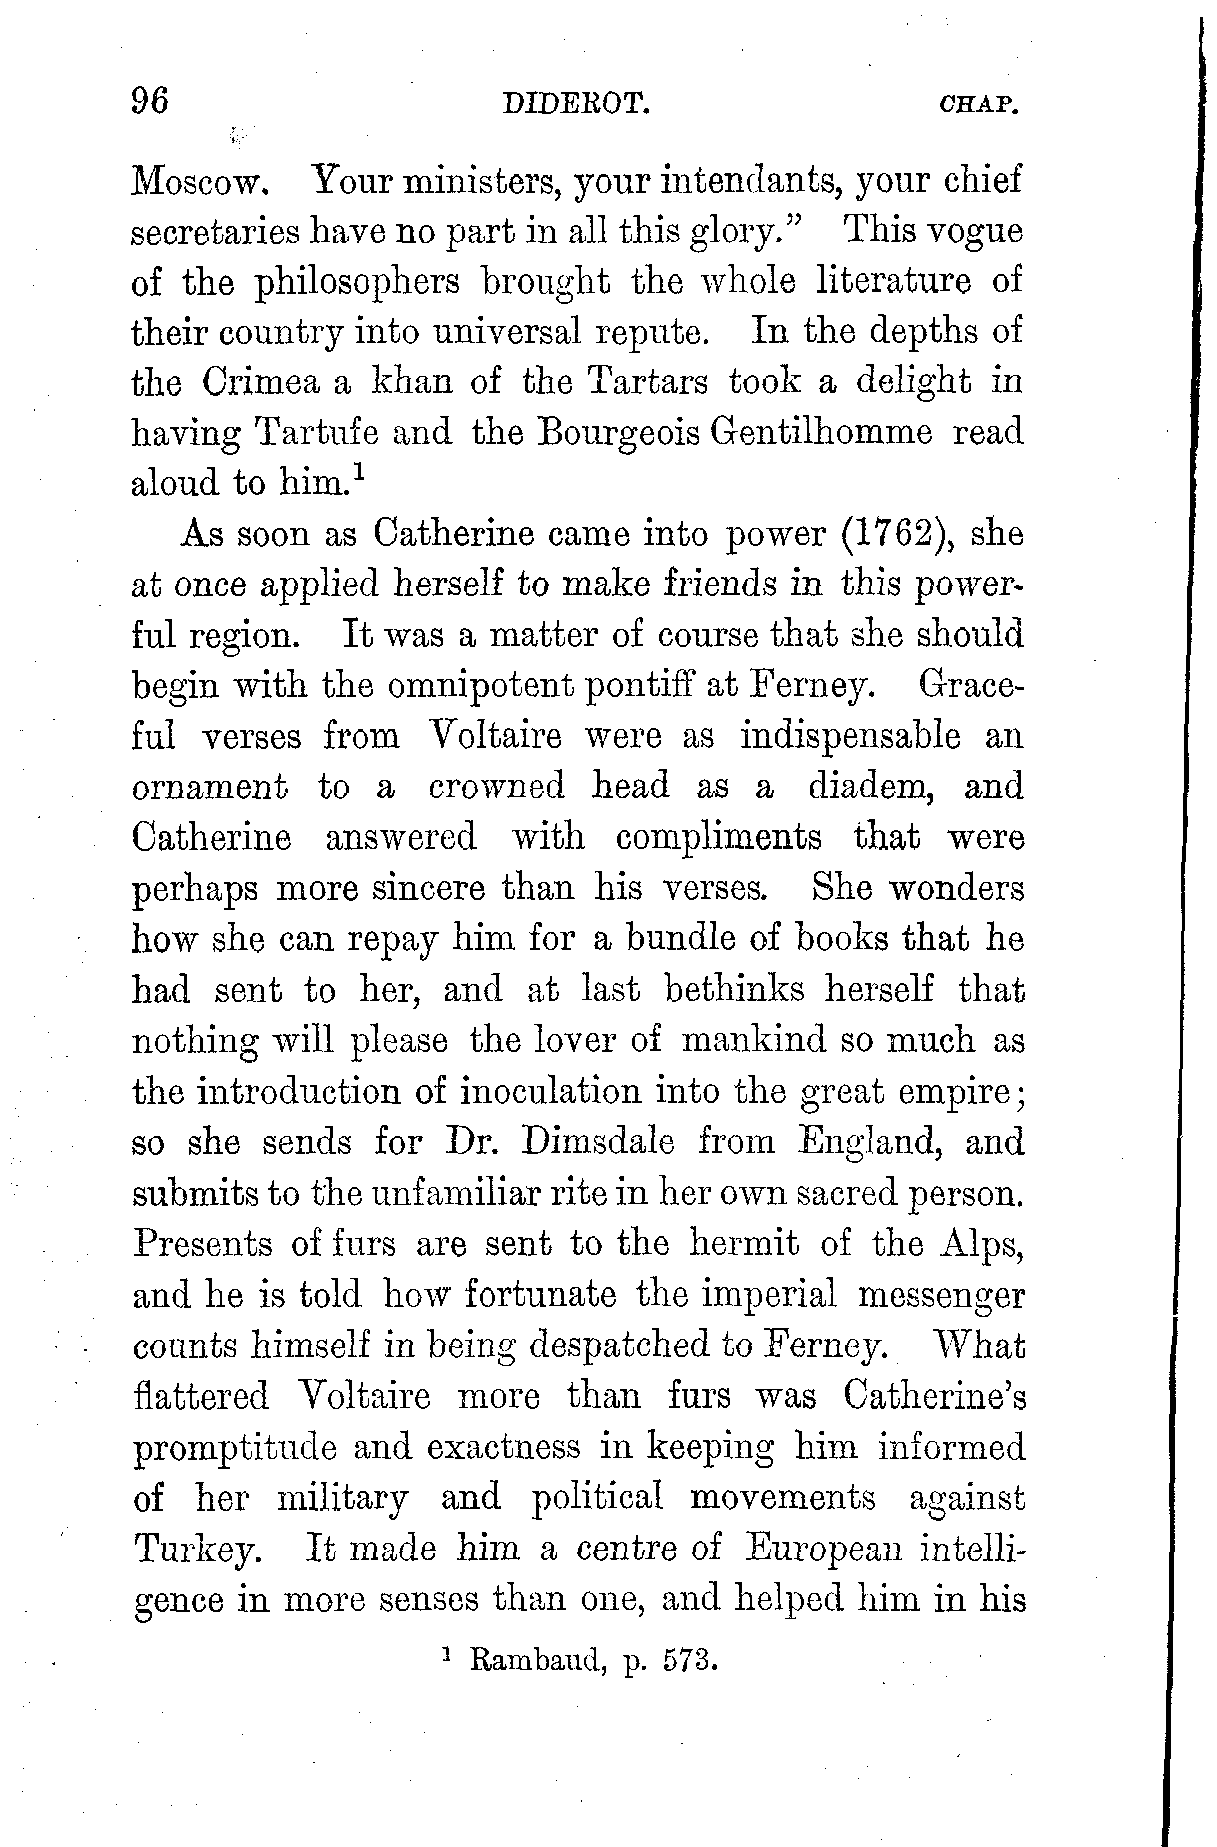 96 DIDEROT. CHAP.
Moscow. Your ministers, your intendants, your chief
secretaries have no part in all this glory.” This vogue
of the philosophers brought the whole literature of
their country into universal repute. In the depths of
the Crimea a khan of the Tartars took a delight in
having Tartufe and the Bourgeois Gentilhomme read
aloud to him.¹
As soon as Catherine came into power (1762), she
at once applied herself to make friends in this power-
ful region. It was a matter of course that she should
begin with the omnipotent pontiff at Ferney. Grace-
ful verses from Voltaire were as indispensable an
ornament to a crowned head as a diadem, and
Catherine answered with compliments that were
perhaps more sincere than his verses. She wonders
how she can repay him for a bundle of books that he
had sent to her, and at last bethinks herself that
nothing will please the lover of mankind so much as
the introduction of inoculation into the great empire;
so she sends for Dr. Dimsdale from England, and
submits to the unfamiliar rite in her own sacred person.
Presents of furs are sent to the hermit of the Alps,
and he is told how fortunate the imperial messenger
counts himself in being despatched to Ferney. What
flattered Voltaire more than furs was Catherine’s
promptitude and exactness in keeping him informed
of her military and political movements against
Turkey. It made him a centre of European intelli-
gence in more senses than one, and helped him in his
¹ Rambaud, p. 573.